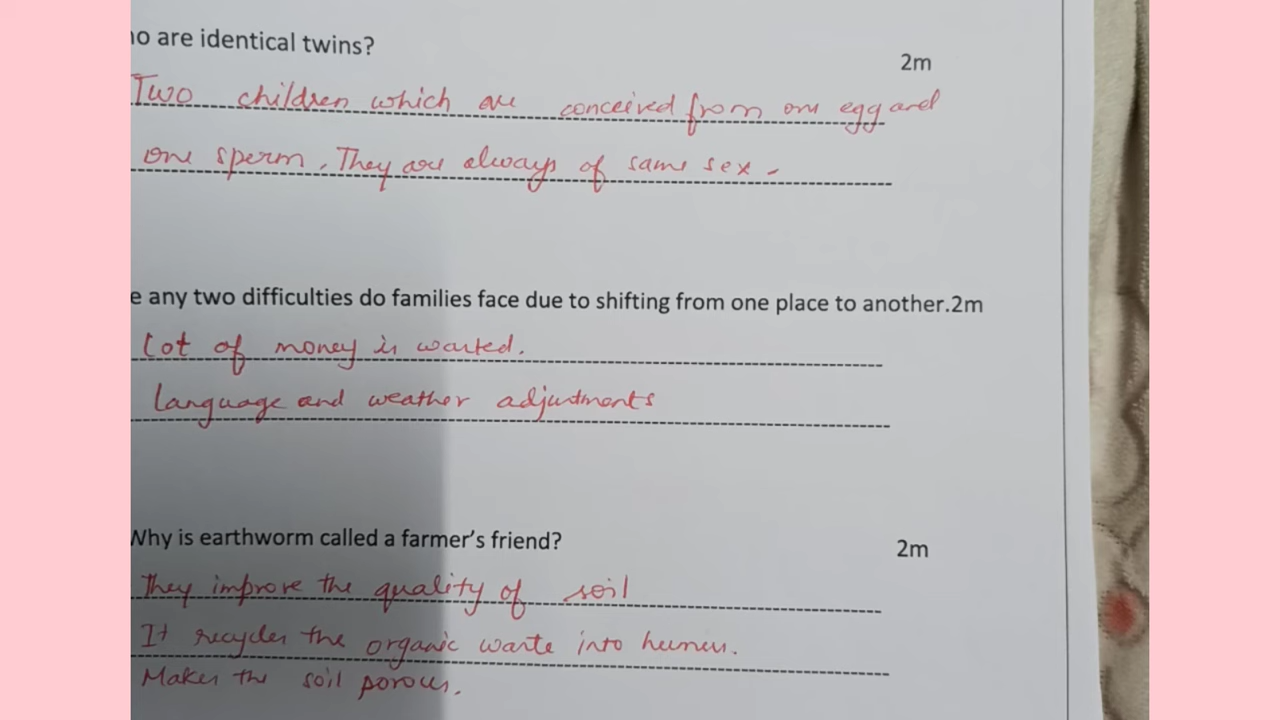 ho are identical twins?
2m
Two children which are conceived from one egg and
one sperm. They are always of same sex.
e any two difficulties do families face due to shifting from one place to another.2m
Lot of money is wasted.
Language and weather adjustments
Why is earthworm called a farmer's friend?
2m
They improve the quality of soil
It recycles the organic waste into humus.
Makes the soil porous.